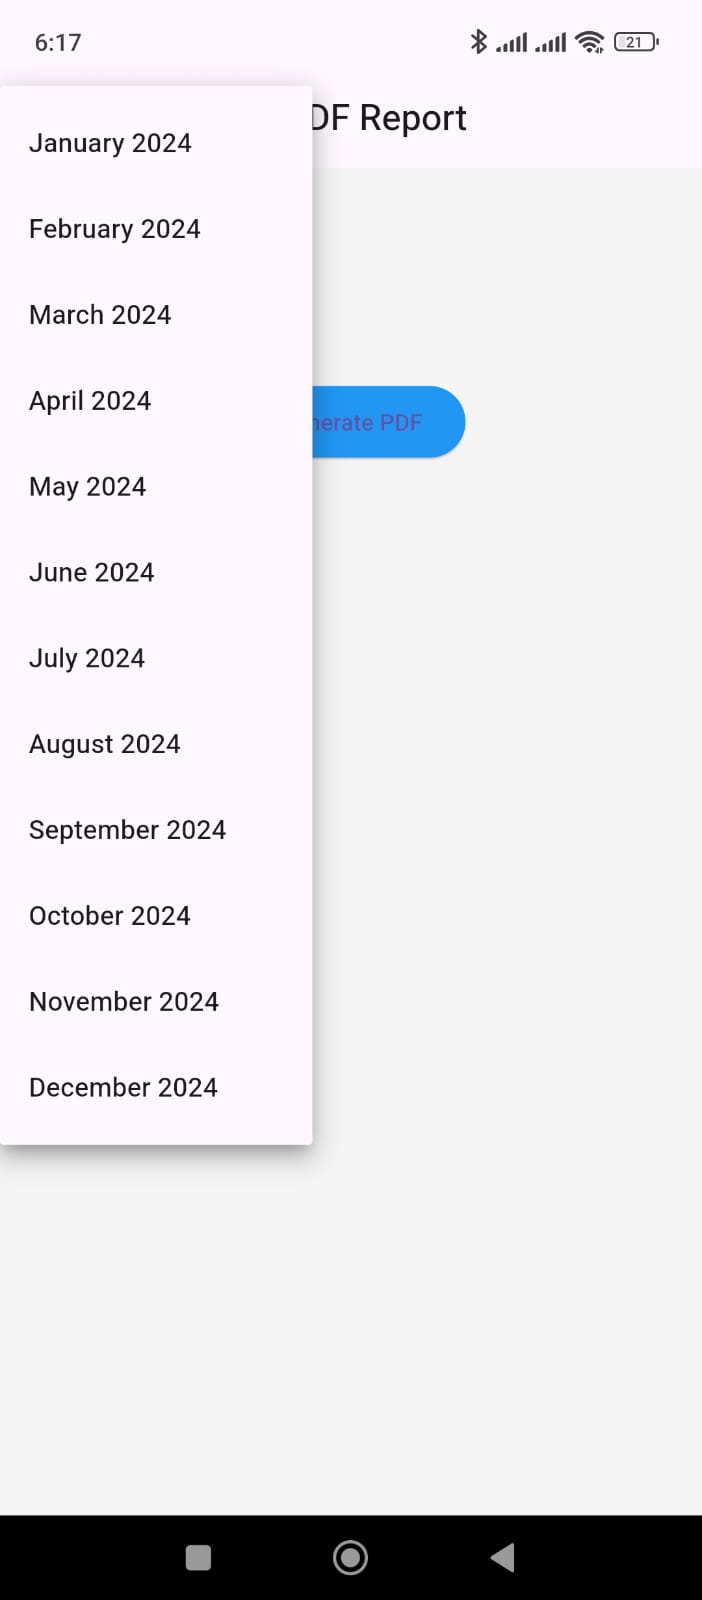 6:17
21
DF Report
January 2024
February 2024
March 2024
April 2024
nerate PDF
May 2024
June 2024
July 2024
August 2024
September 2024
October 2024
November 2024
December 2024